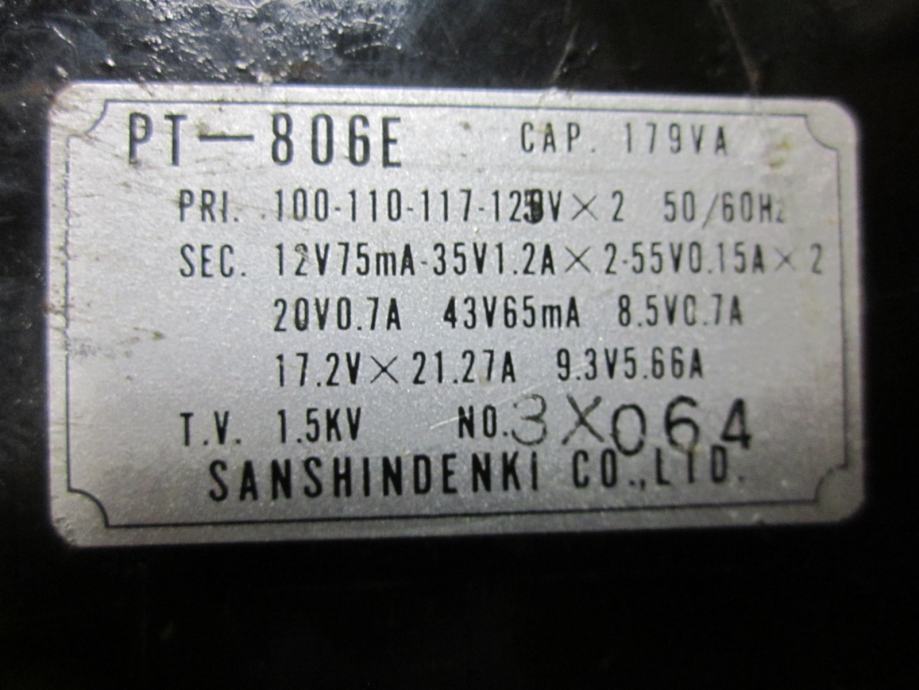 PT—806E CAP. 179VA
PRI. 100-110-117-125V×2 50/60Hz
SEC. 12V75mA-35V1.2A×2-55V0.15A×2
20V0.7A 43V65mA 8.5V0.7A
17.2V×21.27A 9.3V5.66A
T.V. 1.5KV NO.3X064
SANSHINDENKI CO.,LTD.